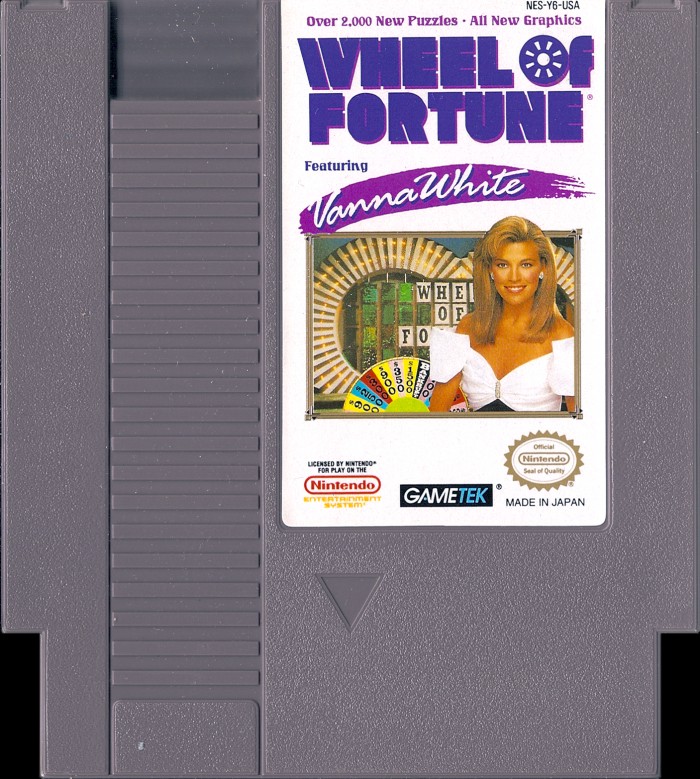 NES-Y6-USA
Over 2,000 New Puzzles · All New Graphics
WHEEL OF
FORTUNE®
Featuring
Vanna White
WHE
OF
FO
LICENSED BY NINTENDO®
FOR PLAY ON THE
Nintendo
ENTERTAINMENT
SYSTEM®
GAMETEK®
Official
Nintendo
Seal of Quality
MADE IN JAPAN